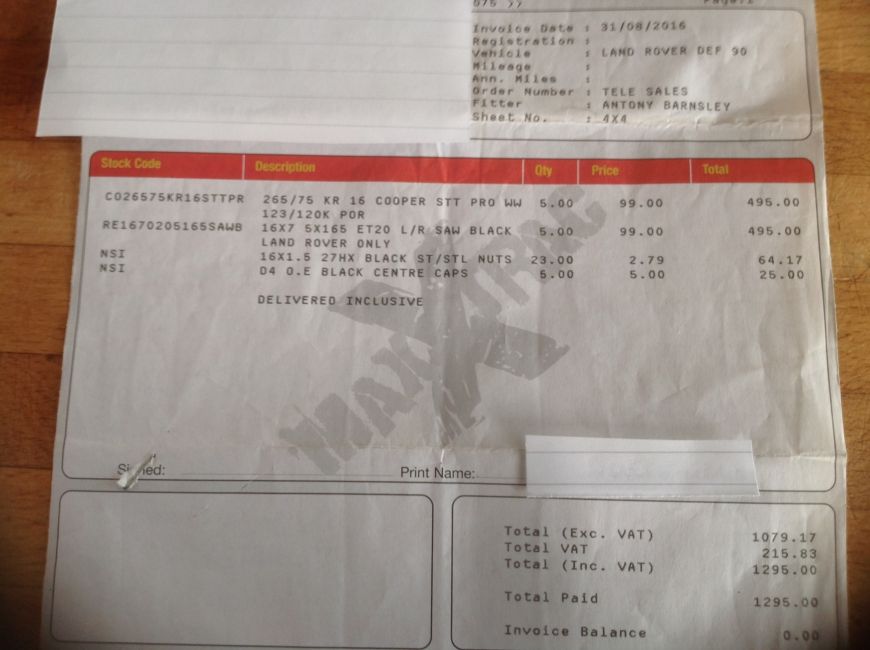 Page:1
Invoice Date : 31/08/2016
Registration :
Vehicle : LAND ROVER DEF 90
Mileage :
Ann. Miles :
Order Number : TELE SALES
Fitter : ANTONY BARNSLEY
Sheet No. : 4X4
Stock Code Description Qty Price Total
C026575KR16STTPR 265/75 KR 16 COOPER STT PRO WW 5.00 99.00 495.00
123/120K POR
RE1670205165SAWB 16X7 5X165 ET20 L/R SAW BLACK 5.00 99.00 495.00
LAND ROVER ONLY
NSI 16X1.5 27HX BLACK ST/STL NUTS 23.00 2.79 64.17
NSI D4 O.E BLACK CENTRE CAPS 5.00 5.00 25.00
DELIVERED INCLUSIVE
MAXXTRAC
Signed: Print Name:
Total (Exc. VAT) 1079.17
Total VAT 215.83
Total (Inc. VAT) 1295.00
Total Paid 1295.00
Invoice Balance 0.00